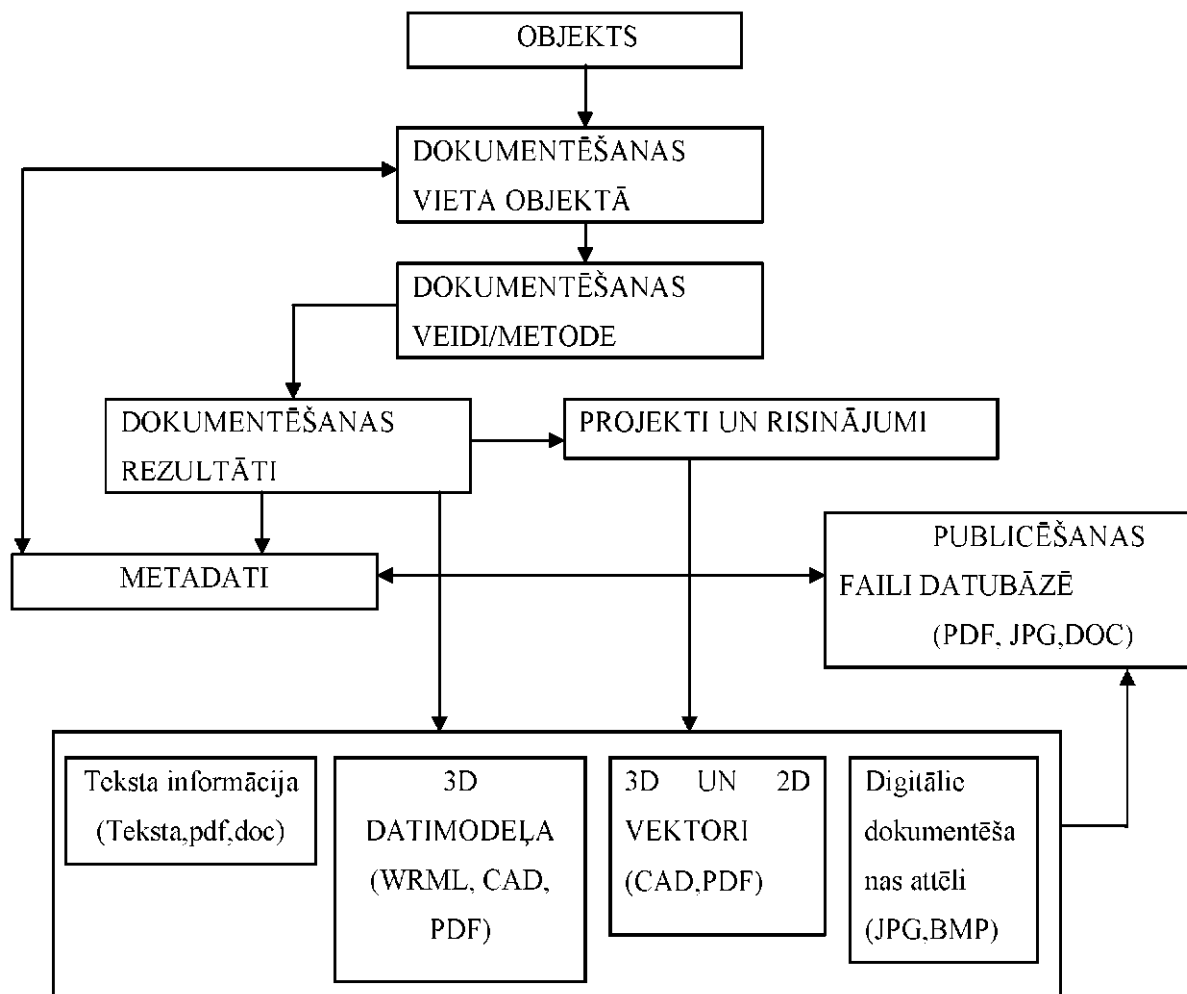 OBJEKTS
DOKUMENTĒŠANAS
VIETA OBJEKTĀ
DOKUMENTĒŠANAS
VEIDI/METODE
DOKUMENTĒŠANAS
REZULTĀTI
PROJEKTI UN RISINĀJUMI
METADATI
PUBLICĒŠANAS
FAILI DATUBĀZĒ
(PDF, JPG,DOC)
Teksta informācija
(Teksta,pdf,doc)
3D
DATIMODEĻA
(WRML, CAD,
PDF)
3D UN 2D
VEKTORI
(CAD,PDF)
Digitālie
dokumentēša
nas attēli
(JPG,BMP)